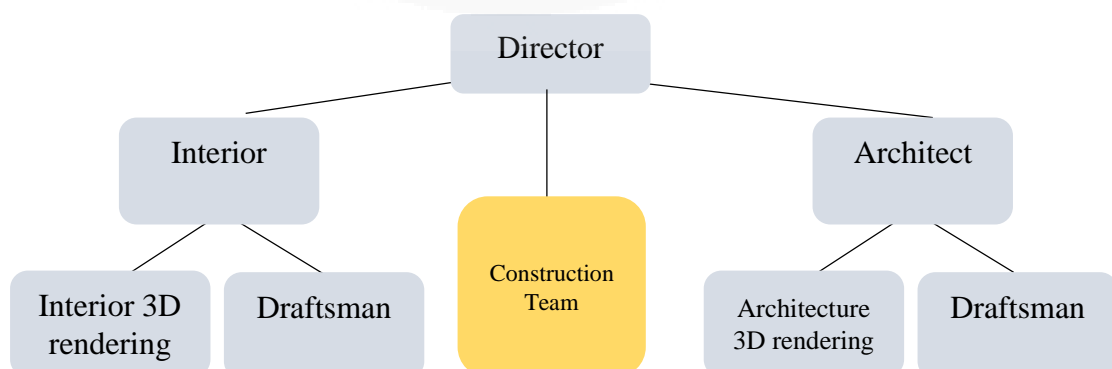 Director
Interior
Architect
Construction
Team
Interior 3D
rendering
Draftsman
Architecture
3D rendering
Draftsman